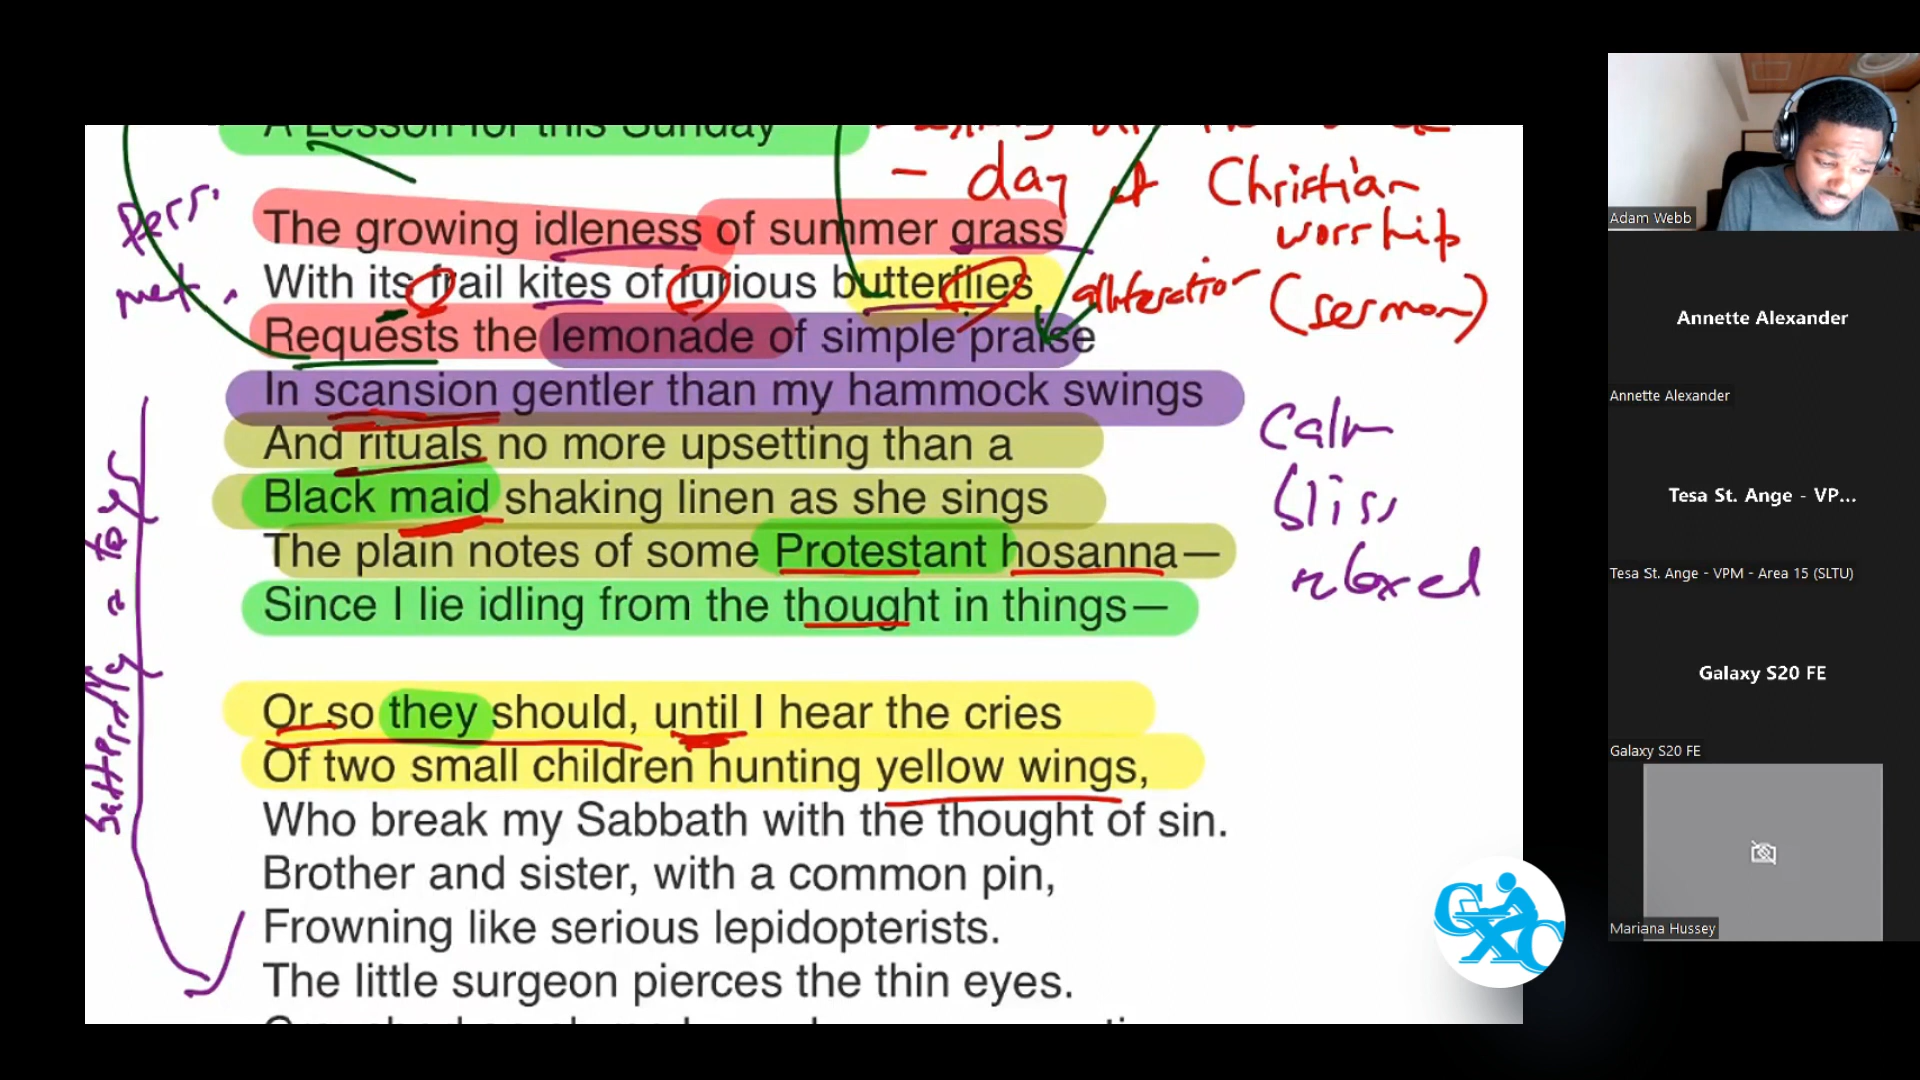 A Lesson for this Sunday
- day of Christian
worship
(sermon)
pers.
met.
alliteration
The growing idleness of summer grass
With its frail kites of furious butterflies
Requests the lemonade of simple praise
In scansion gentler than my hammock swings
And rituals no more upsetting than a
Black maid shaking linen as she sings
The plain notes of some Protestant hosanna—
Since I lie idling from the thought in things—
calm
bliss
relaxed
butterfly a toy
Or so they should, until I hear the cries
Of two small children hunting yellow wings,
Who break my Sabbath with the thought of sin.
Brother and sister, with a common pin,
Frowning like serious lepidopterists.
The little surgeon pierces the thin eyes.
CXC
Adam Webb
Annette Alexander
Annette Alexander
Tesa St. Ange - VP...
Tesa St. Ange - VPM - Area 15 (SLTU)
Galaxy S20 FE
Galaxy S20 FE
Mariana Hussey